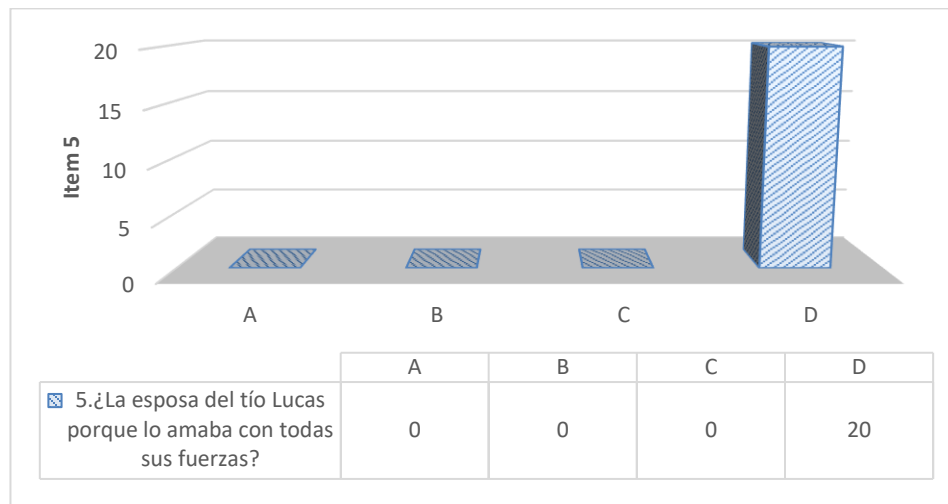 20
15
10
5
0
Item 5
A B C D
A B C D
5.¿La esposa del tío Lucas
porque lo amaba con todas
sus fuerzas?
0 0 0 20